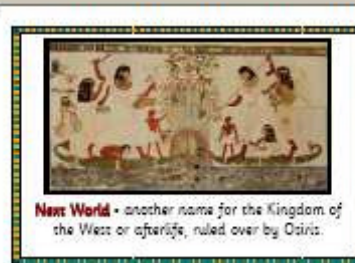 Next World - another name for the Kingdom of
the West or afterlife, ruled over by Osiris.